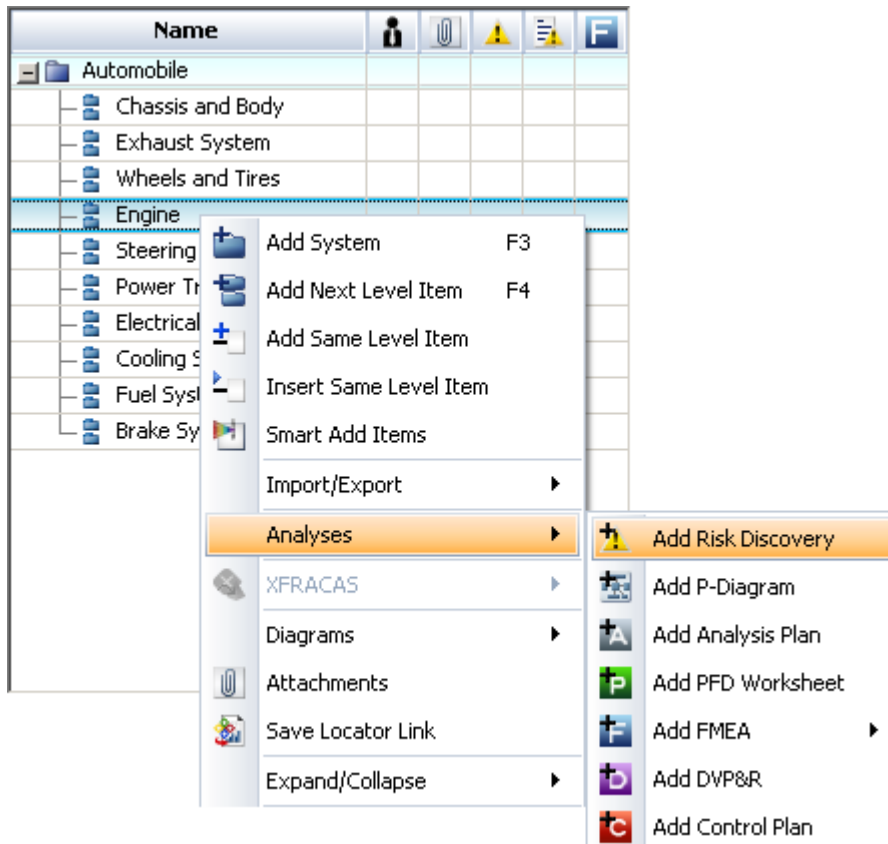 Name
Automobile
Chassis and Body
Exhaust System
Wheels and Tires
Engine
Steering
Power Tr
Electrical
Cooling S
Fuel Syst
Brake Sy
Add System F3
Add Next Level Item F4
Add Same Level Item
Insert Same Level Item
Smart Add Items
Import/Export
Analyses
XFRACAS
Diagrams
Attachments
Save Locator Link
Expand/Collapse
Add Risk Discovery
Add P-Diagram
Add Analysis Plan
Add PFD Worksheet
Add FMEA
Add DVP&R
Add Control Plan